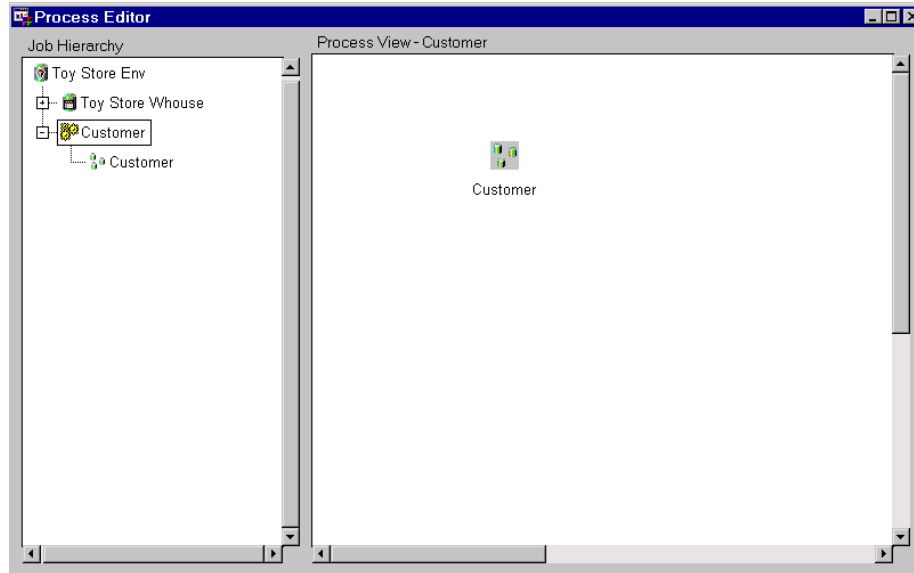 Process Editor
Job Hierarchy
Process View - Customer
Toy Store Env
Toy Store Whouse
Customer
Customer
Customer